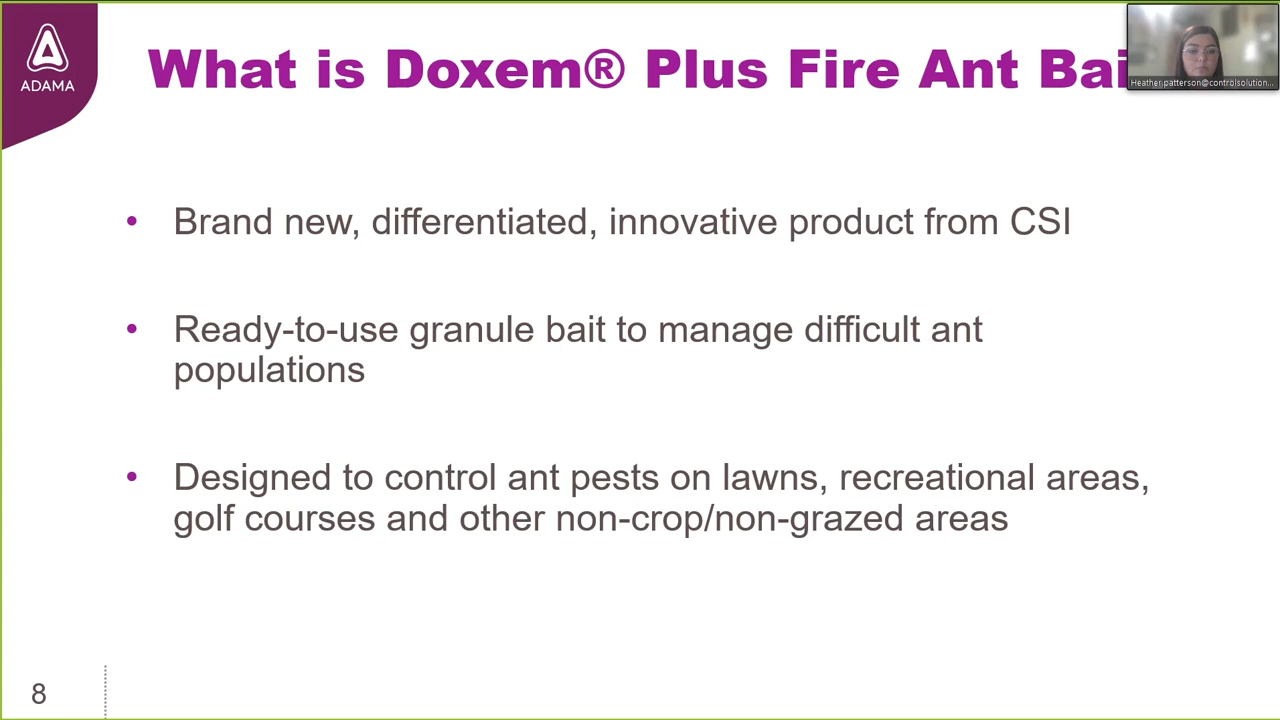 ADAMA
What is Doxem® Plus Fire Ant Bai
Heather.patterson@controlsolution...
Brand new, differentiated, innovative product from CSI
Ready-to-use granule bait to manage difficult ant
populations
Designed to control ant pests on lawns, recreational areas,
golf courses and other non-crop/non-grazed areas
8